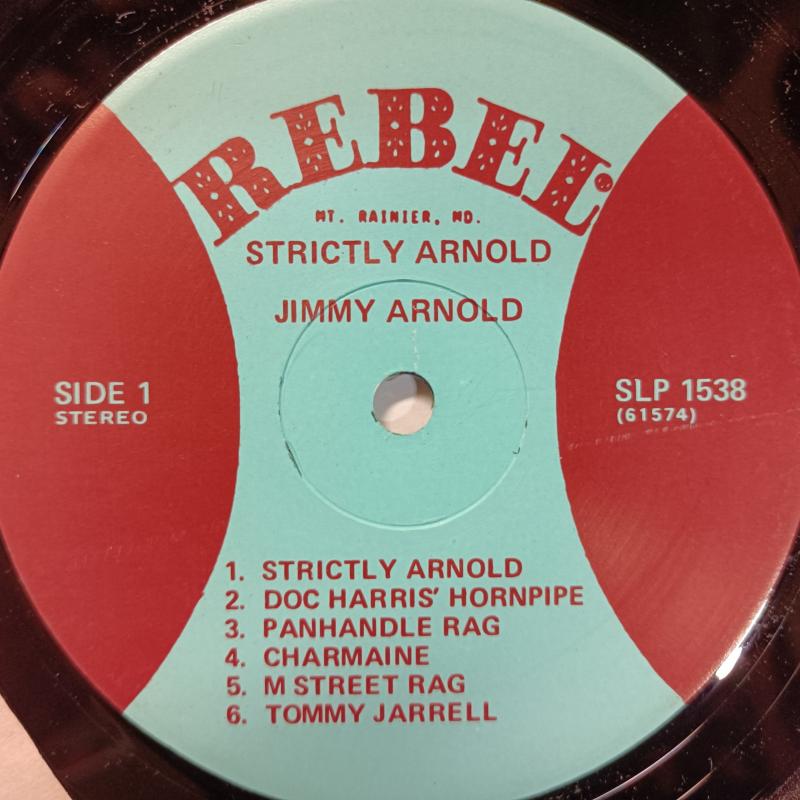 REBEL
MT. RAINIER, MD.
STRICTLY ARNOLD
JIMMY ARNOLD
SIDE 1
STEREO
SLP 1538
(61574)
1. STRICTLY ARNOLD
2. DOC HARRIS' HORNPIPE
3. PANHANDLE RAG
4. CHARMAINE
5. M STREET RAG
6. TOMMY JARRELL